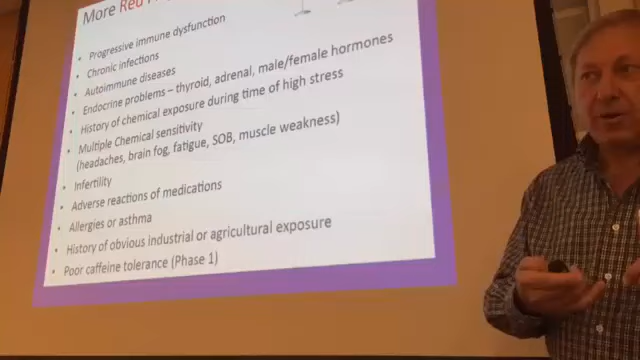 More Red
• Progressive immune dysfunction
• Chronic infections
• Autoimmune diseases
• Endocrine problems – thyroid, adrenal, male/female hormones
• History of chemical exposure during time of high stress
• Multiple Chemical sensitivity
(headaches, brain fog, fatigue, SOB, muscle weakness)
• Infertility
• Adverse reactions of medications
• Allergies or asthma
• History of obvious industrial or agricultural exposure
• Poor caffeine tolerance (Phase 1)